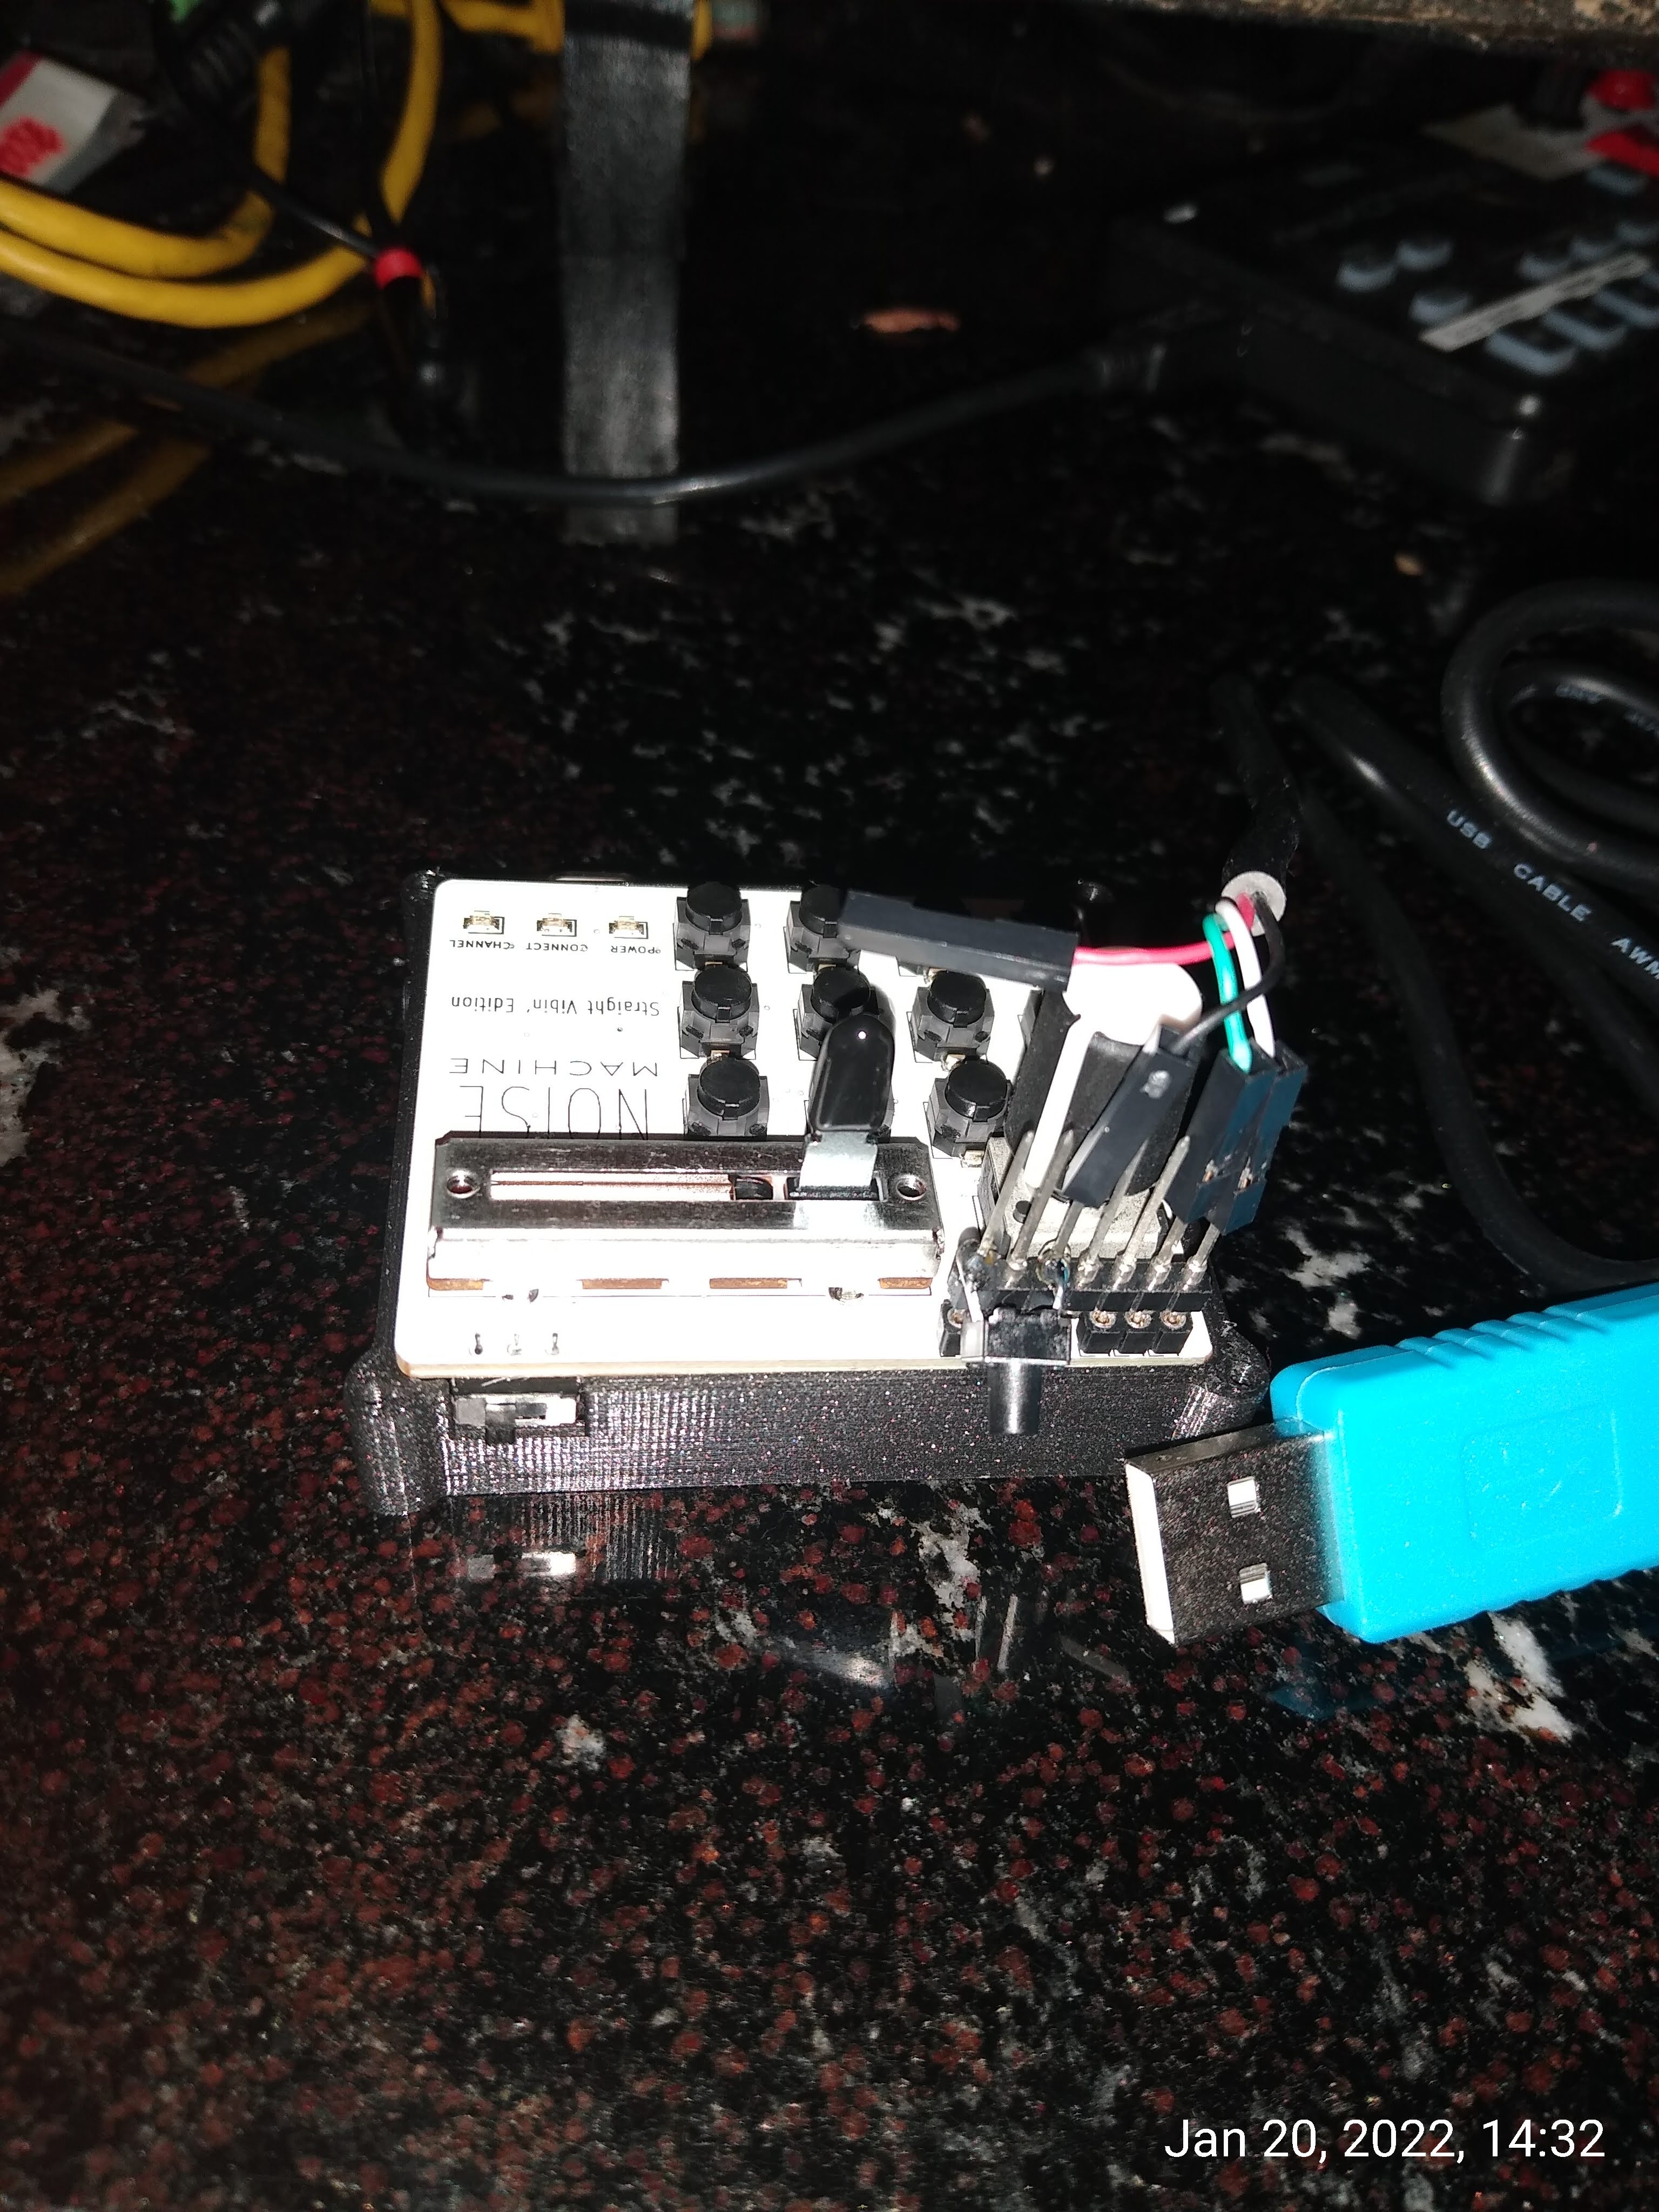 °CHANNEL
°CONNECT
°POWER
Straight Vibin' Edition
MACHINE
NOISE
USB CABLE AWM
Jan 20, 2022, 14:32